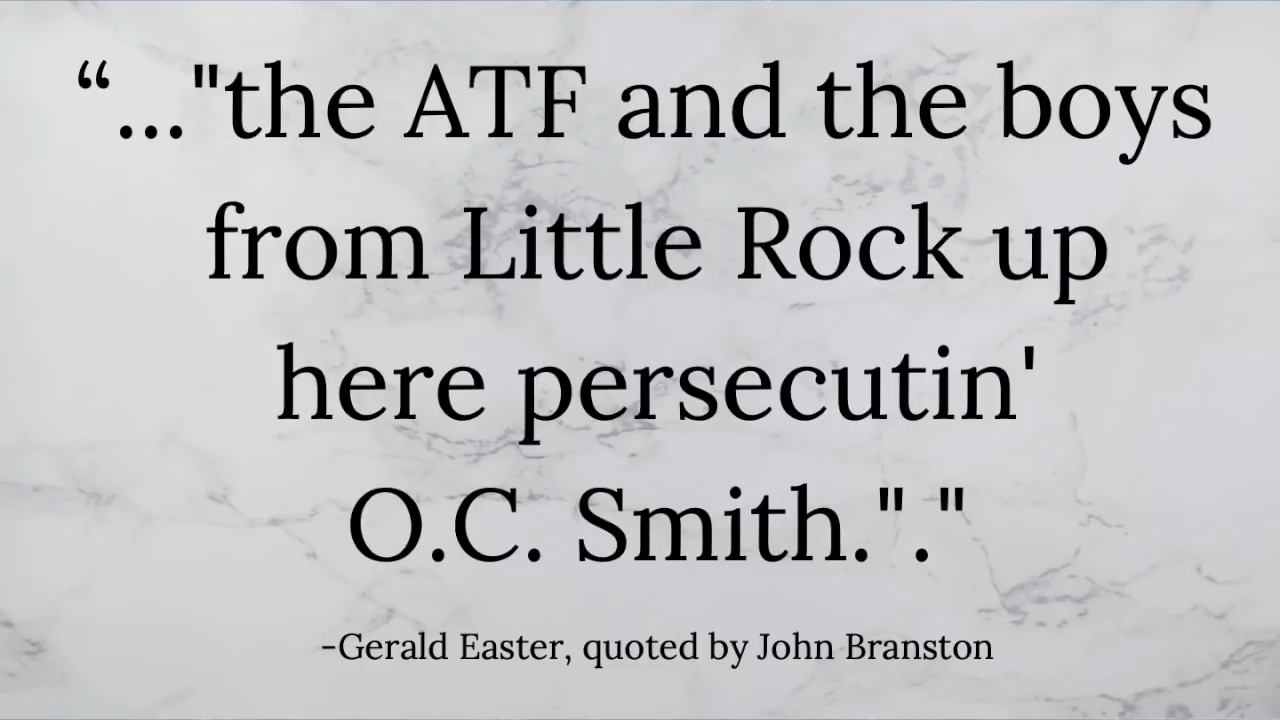 “..."the ATF and the boys
from Little Rock up
here persecutin'
O.C. Smith."."
-Gerald Easter, quoted by John Branston